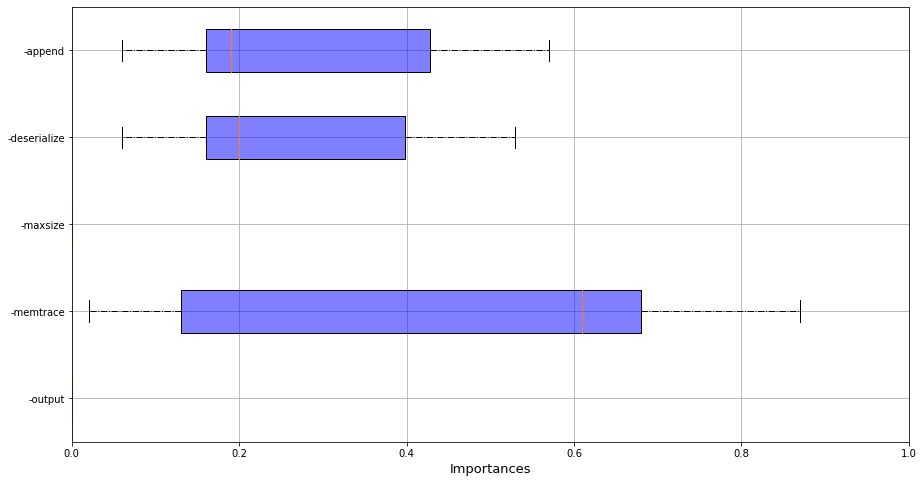 -append
-deserialize
-maxsize
-memtrace
-output
0.0 0.2 0.4 0.6 0.8 1.0
Importances